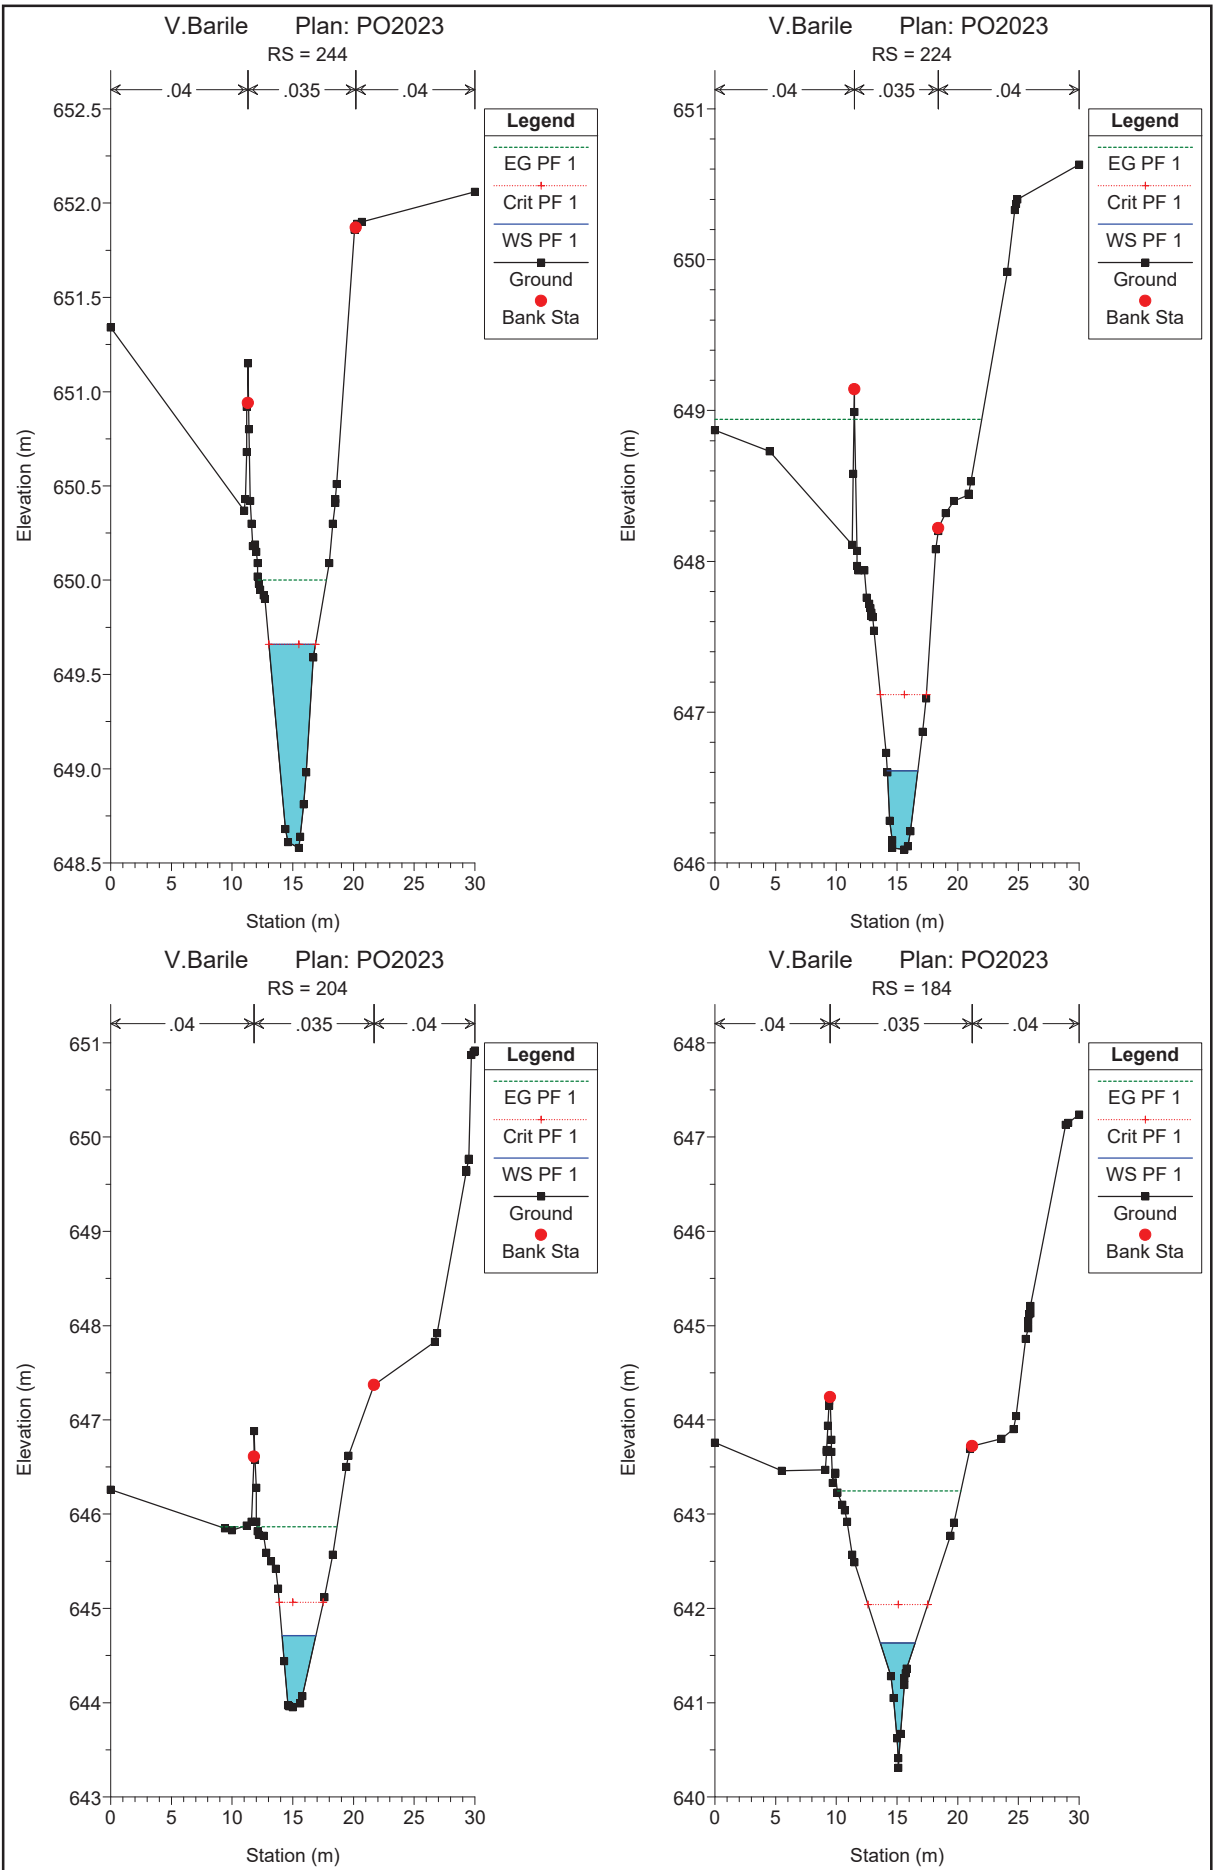 V.Barile Plan: PO2023
RS = 244
.04 .035 .04
652.5
652.0
651.5
651.0
650.5
650.0
649.5
649.0
648.5
Elevation (m)
0 5 10 15 20 25 30
Station (m)
Legend
EG PF 1
Crit PF 1
WS PF 1
Ground
Bank Sta
V.Barile Plan: PO2023
RS = 224
.04 .035 .04
651
650
649
648
647
646
Elevation (m)
0 5 10 15 20 25 30
Station (m)
Legend
EG PF 1
Crit PF 1
WS PF 1
Ground
Bank Sta
V.Barile Plan: PO2023
RS = 204
.04 .035 .04
651
650
649
648
647
646
645
644
643
Elevation (m)
0 5 10 15 20 25 30
Station (m)
Legend
EG PF 1
Crit PF 1
WS PF 1
Ground
Bank Sta
V.Barile Plan: PO2023
RS = 184
.04 .035 .04
648
647
646
645
644
643
642
641
640
Elevation (m)
0 5 10 15 20 25 30
Station (m)
Legend
EG PF 1
Crit PF 1
WS PF 1
Ground
Bank Sta